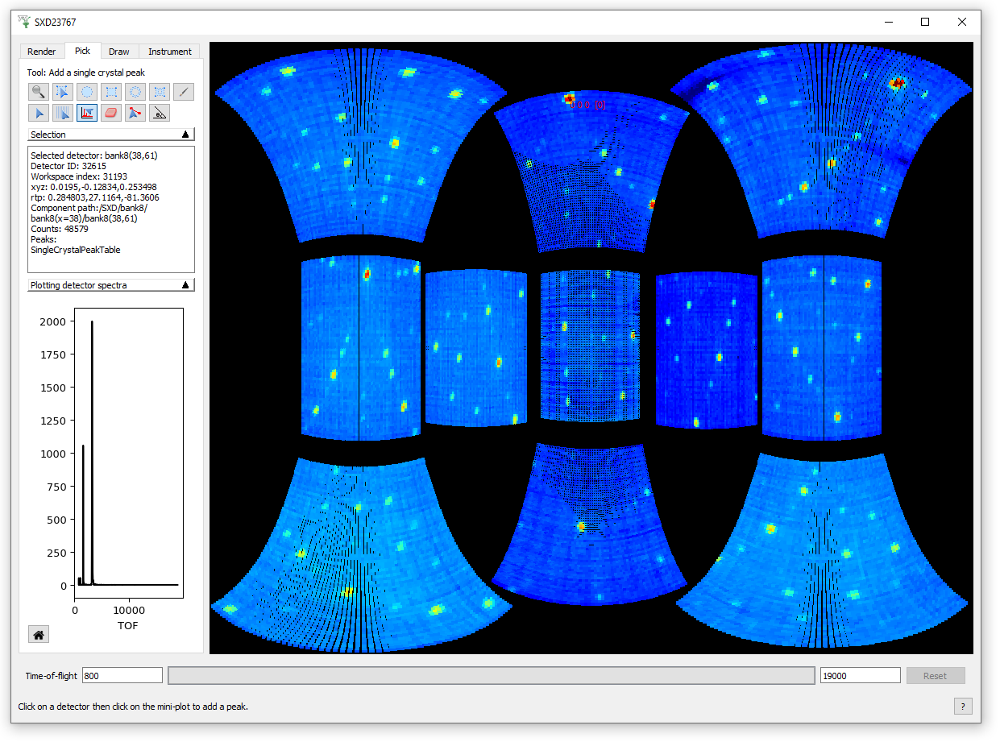 SXD23767
Render Pick Draw Instrument
Tool: Add a single crystal peak
Selection
Selected detector: bank8(38,61)
Detector ID: 32615
Workspace index: 31193
xyz: 0.0195,-0.12834,0.253498
rtp: 0.284803,27.1164,-81.3606
Component path:/SXD/bank8/
bank8(x=38)/bank8(38,61)
Counts: 48579
Peaks:
SingleCrystalPeakTable
Plotting detector spectra
2000
1750
1500
1250
1000
750
500
250
0
0 10000
TOF
Time-of-flight 800 19000 Reset
Click on a detector then click on the mini-plot to add a peak.
?